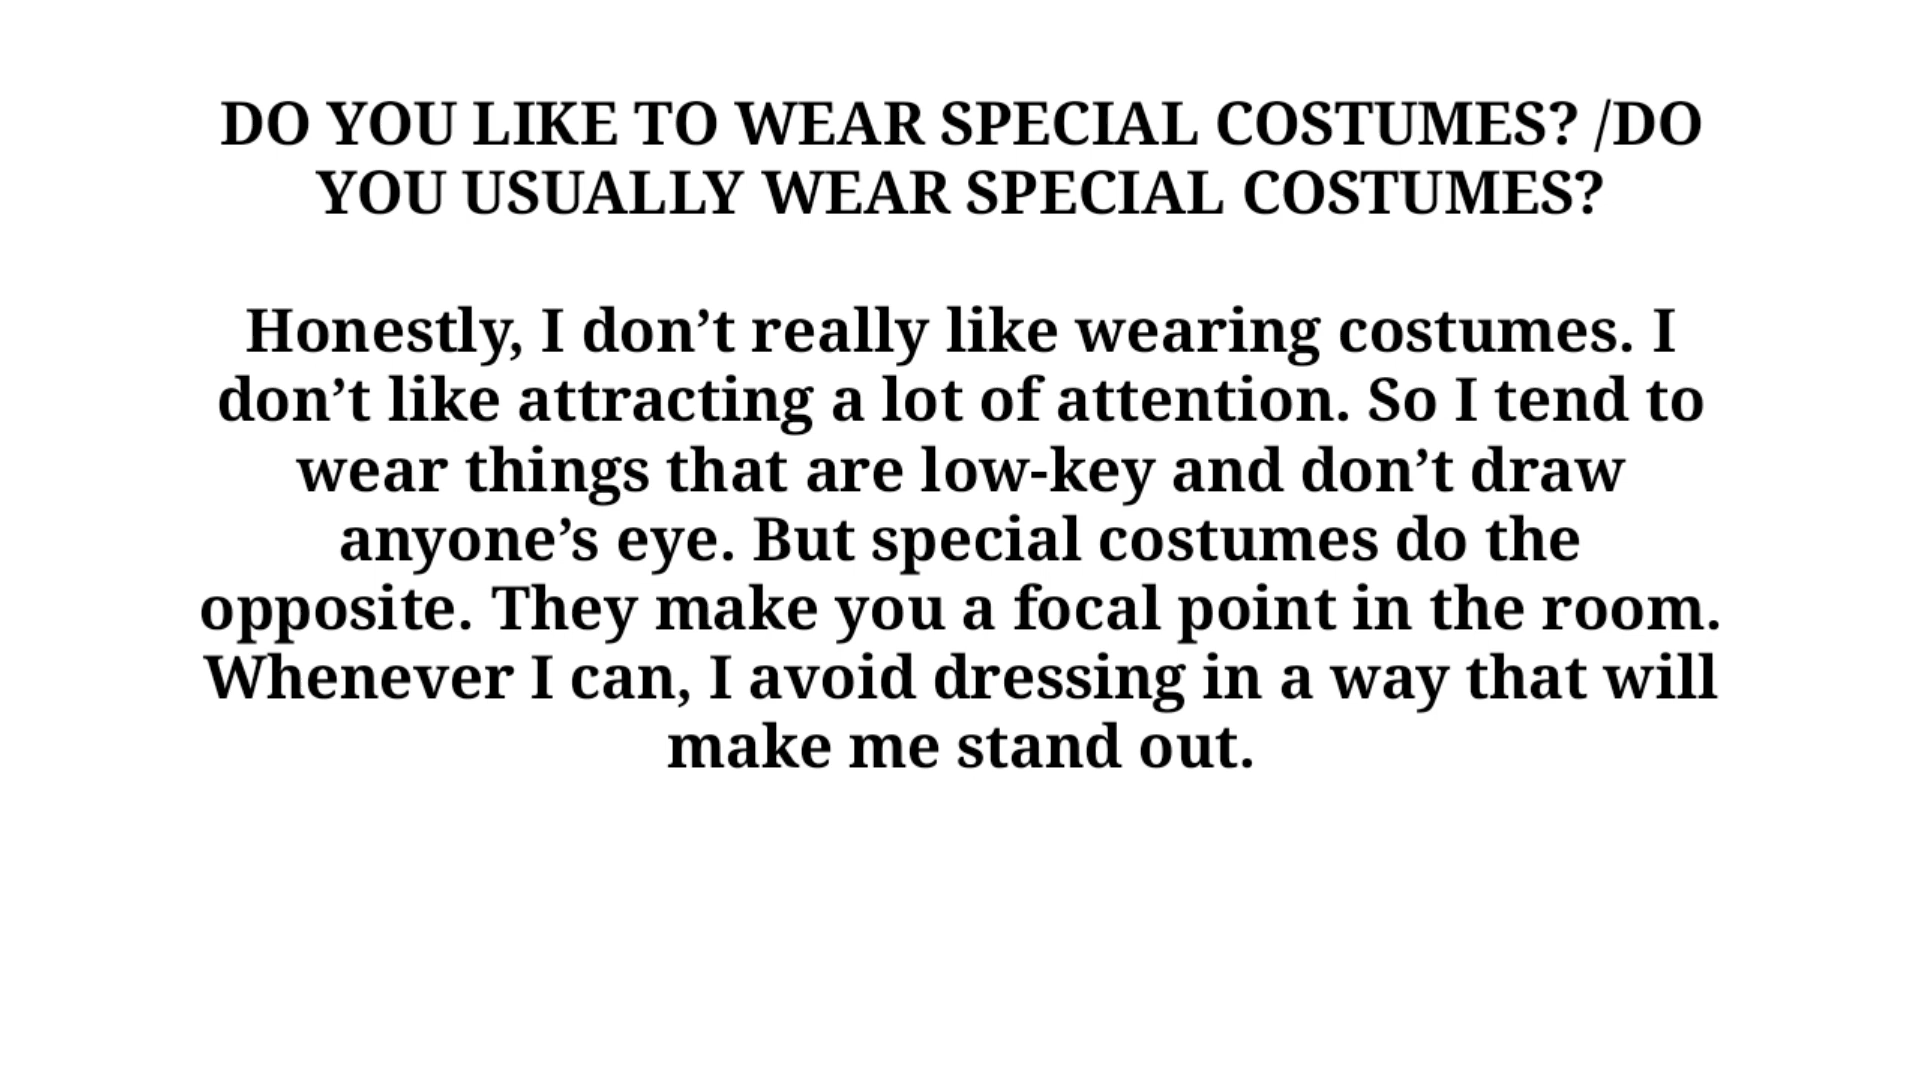 DO YOU LIKE TO WEAR SPECIAL COSTUMES? /DO
YOU USUALLY WEAR SPECIAL COSTUMES?
Honestly, I don’t really like wearing costumes. I
don’t like attracting a lot of attention. So I tend to
wear things that are low-key and don’t draw
anyone’s eye. But special costumes do the
opposite. They make you a focal point in the room.
Whenever I can, I avoid dressing in a way that will
make me stand out.